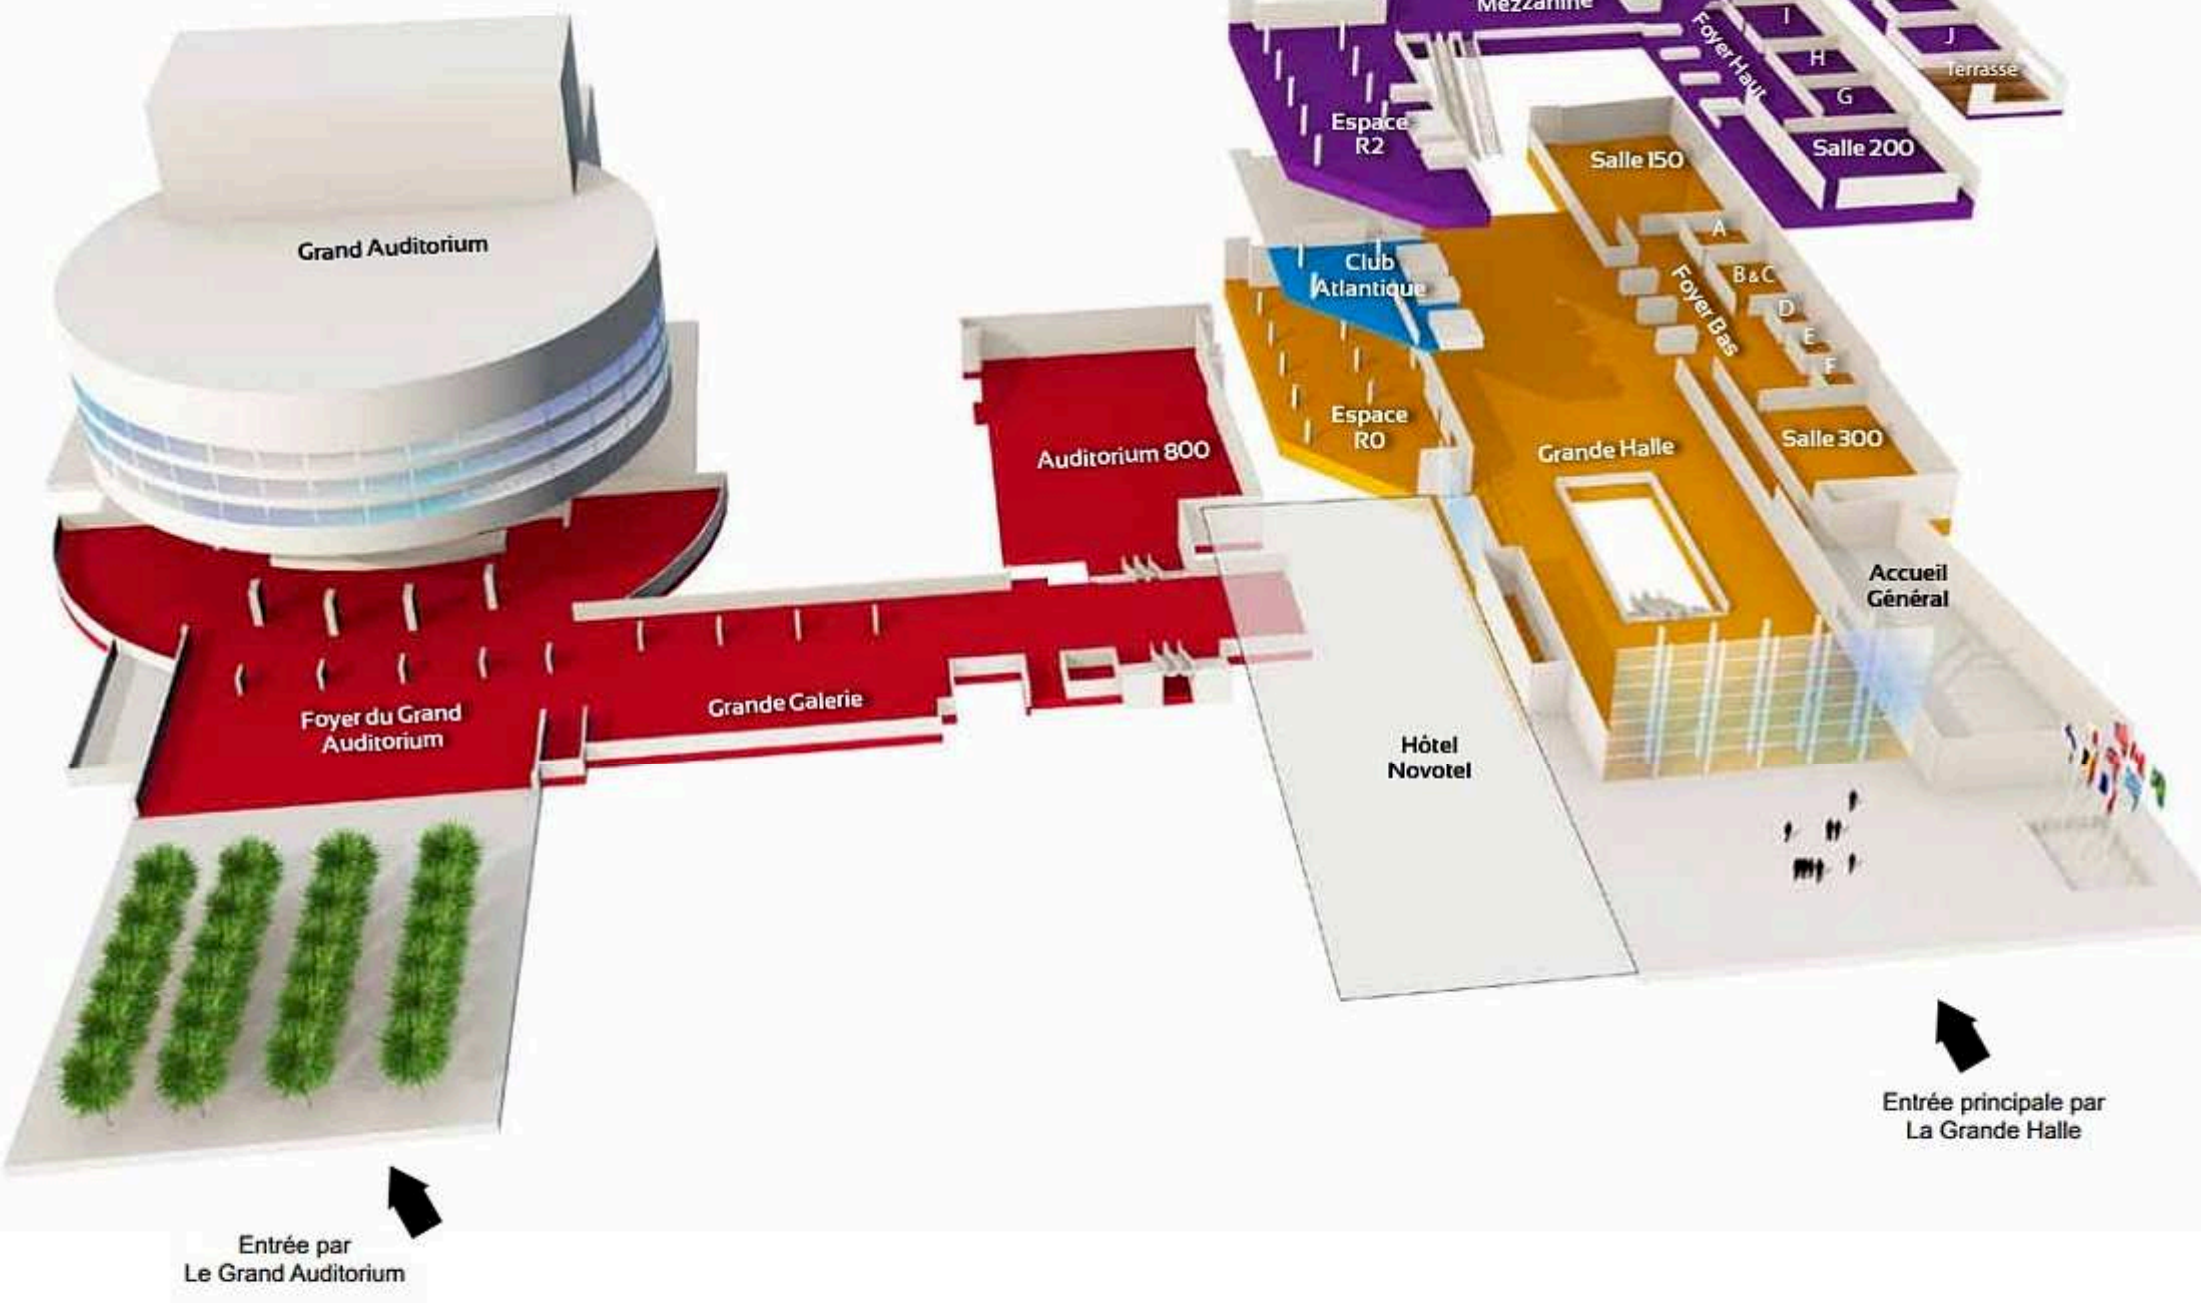 Mezzanine
Foyer Haut
I
H
G
J
Terrasse
Salle 200
Espace
R2
Salle 150
A
B&C
D
E
F
Foyer Bas
Club
Atlantique
Espace
R0
Grande Halle
Salle 300
Grand Auditorium
Auditorium 800
Accueil
Général
Foyer du Grand
Auditorium
Grande Galerie
Hôtel
Novotel
Entrée principale par
La Grande Halle
Entrée par
Le Grand Auditorium